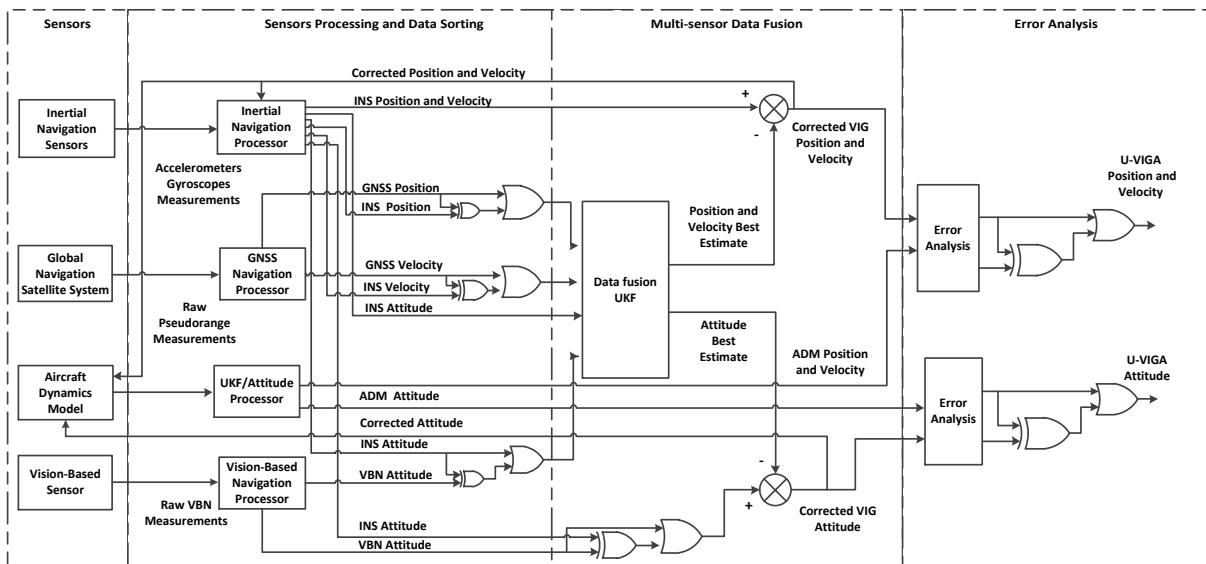 Sensors
Sensors Processing and Data Sorting
Multi-sensor Data Fusion
Error Analysis
Corrected Position and Velocity
INS Position and Velocity
+
-
Inertial
Navigation
Sensors
Inertial
Navigation
Processor
Corrected VIG
Position and
Velocity
Accelerometers
Gyroscopes
Measurements
GNSS Position
INS Position
U-VIGA
Position and
Velocity
Global
Navigation
Satellite System
GNSS
Navigation
Processor
GNSS Velocity
INS Velocity
INS Attitude
Data fusion
UKF
Position and
Velocity Best
Estimate
Error
Analysis
Raw
Pseudorange
Measurements
Attitude
Best
Estimate
ADM Position
and Velocity
Aircraft
Dynamics
Model
UKF/Attitude
Processor
ADM Attitude
Corrected Attitude
U-VIGA
Attitude
Error
Analysis
Vision-Based
Sensor
Vision-Based
Navigation
Processor
INS Attitude
VBN Attitude
-
+
Raw VBN
Measurements
Corrected VIG
Attitude
INS Attitude
VBN Attitude